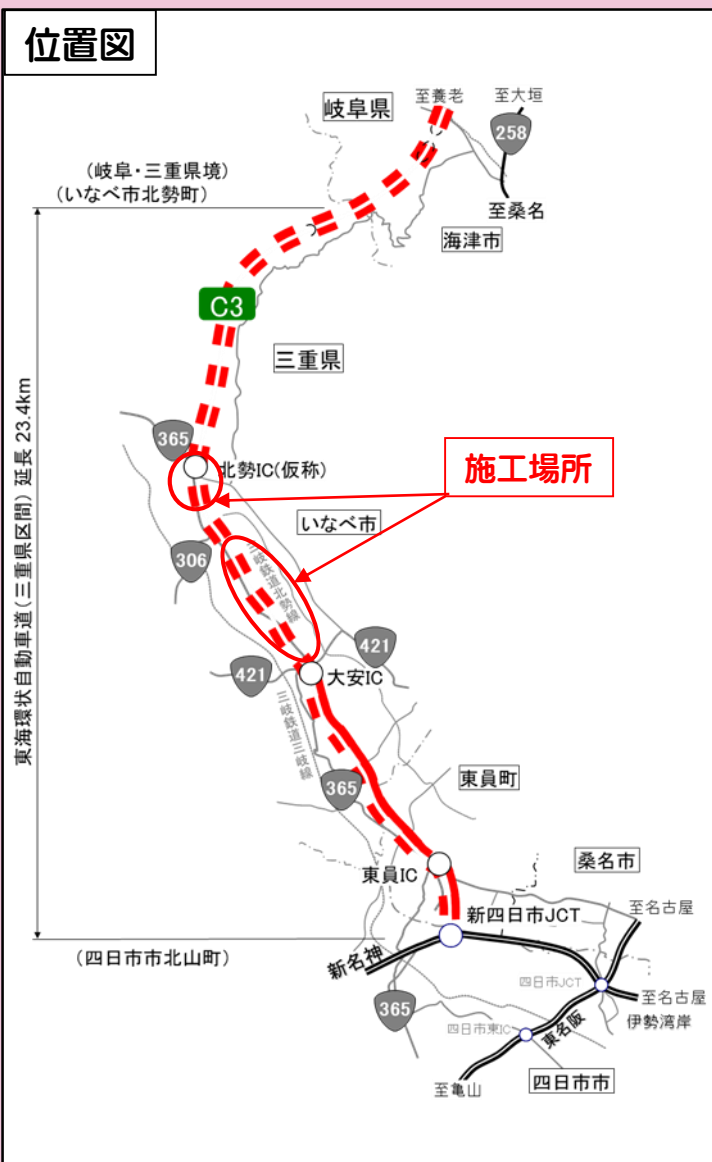 位置図
至養老
至大垣
岐阜県
258
(岐阜・三重県境)
(いなべ市北勢町)
至桑名
海津市
C3
三重県
365
北勢IC(仮称)
施工場所
いなべ市
306
三岐鉄道北勢線
421
421
大安IC
東海環状自動車道(三重県区間) 延長 23.4km
三岐鉄道三岐線
365
東員町
東員IC
桑名市
新四日市JCT
至名古屋
(四日市市北山町)
新名神
四日市JCT
至名古屋
365
伊勢湾岸
四日市東IC
東名阪
四日市市
至亀山